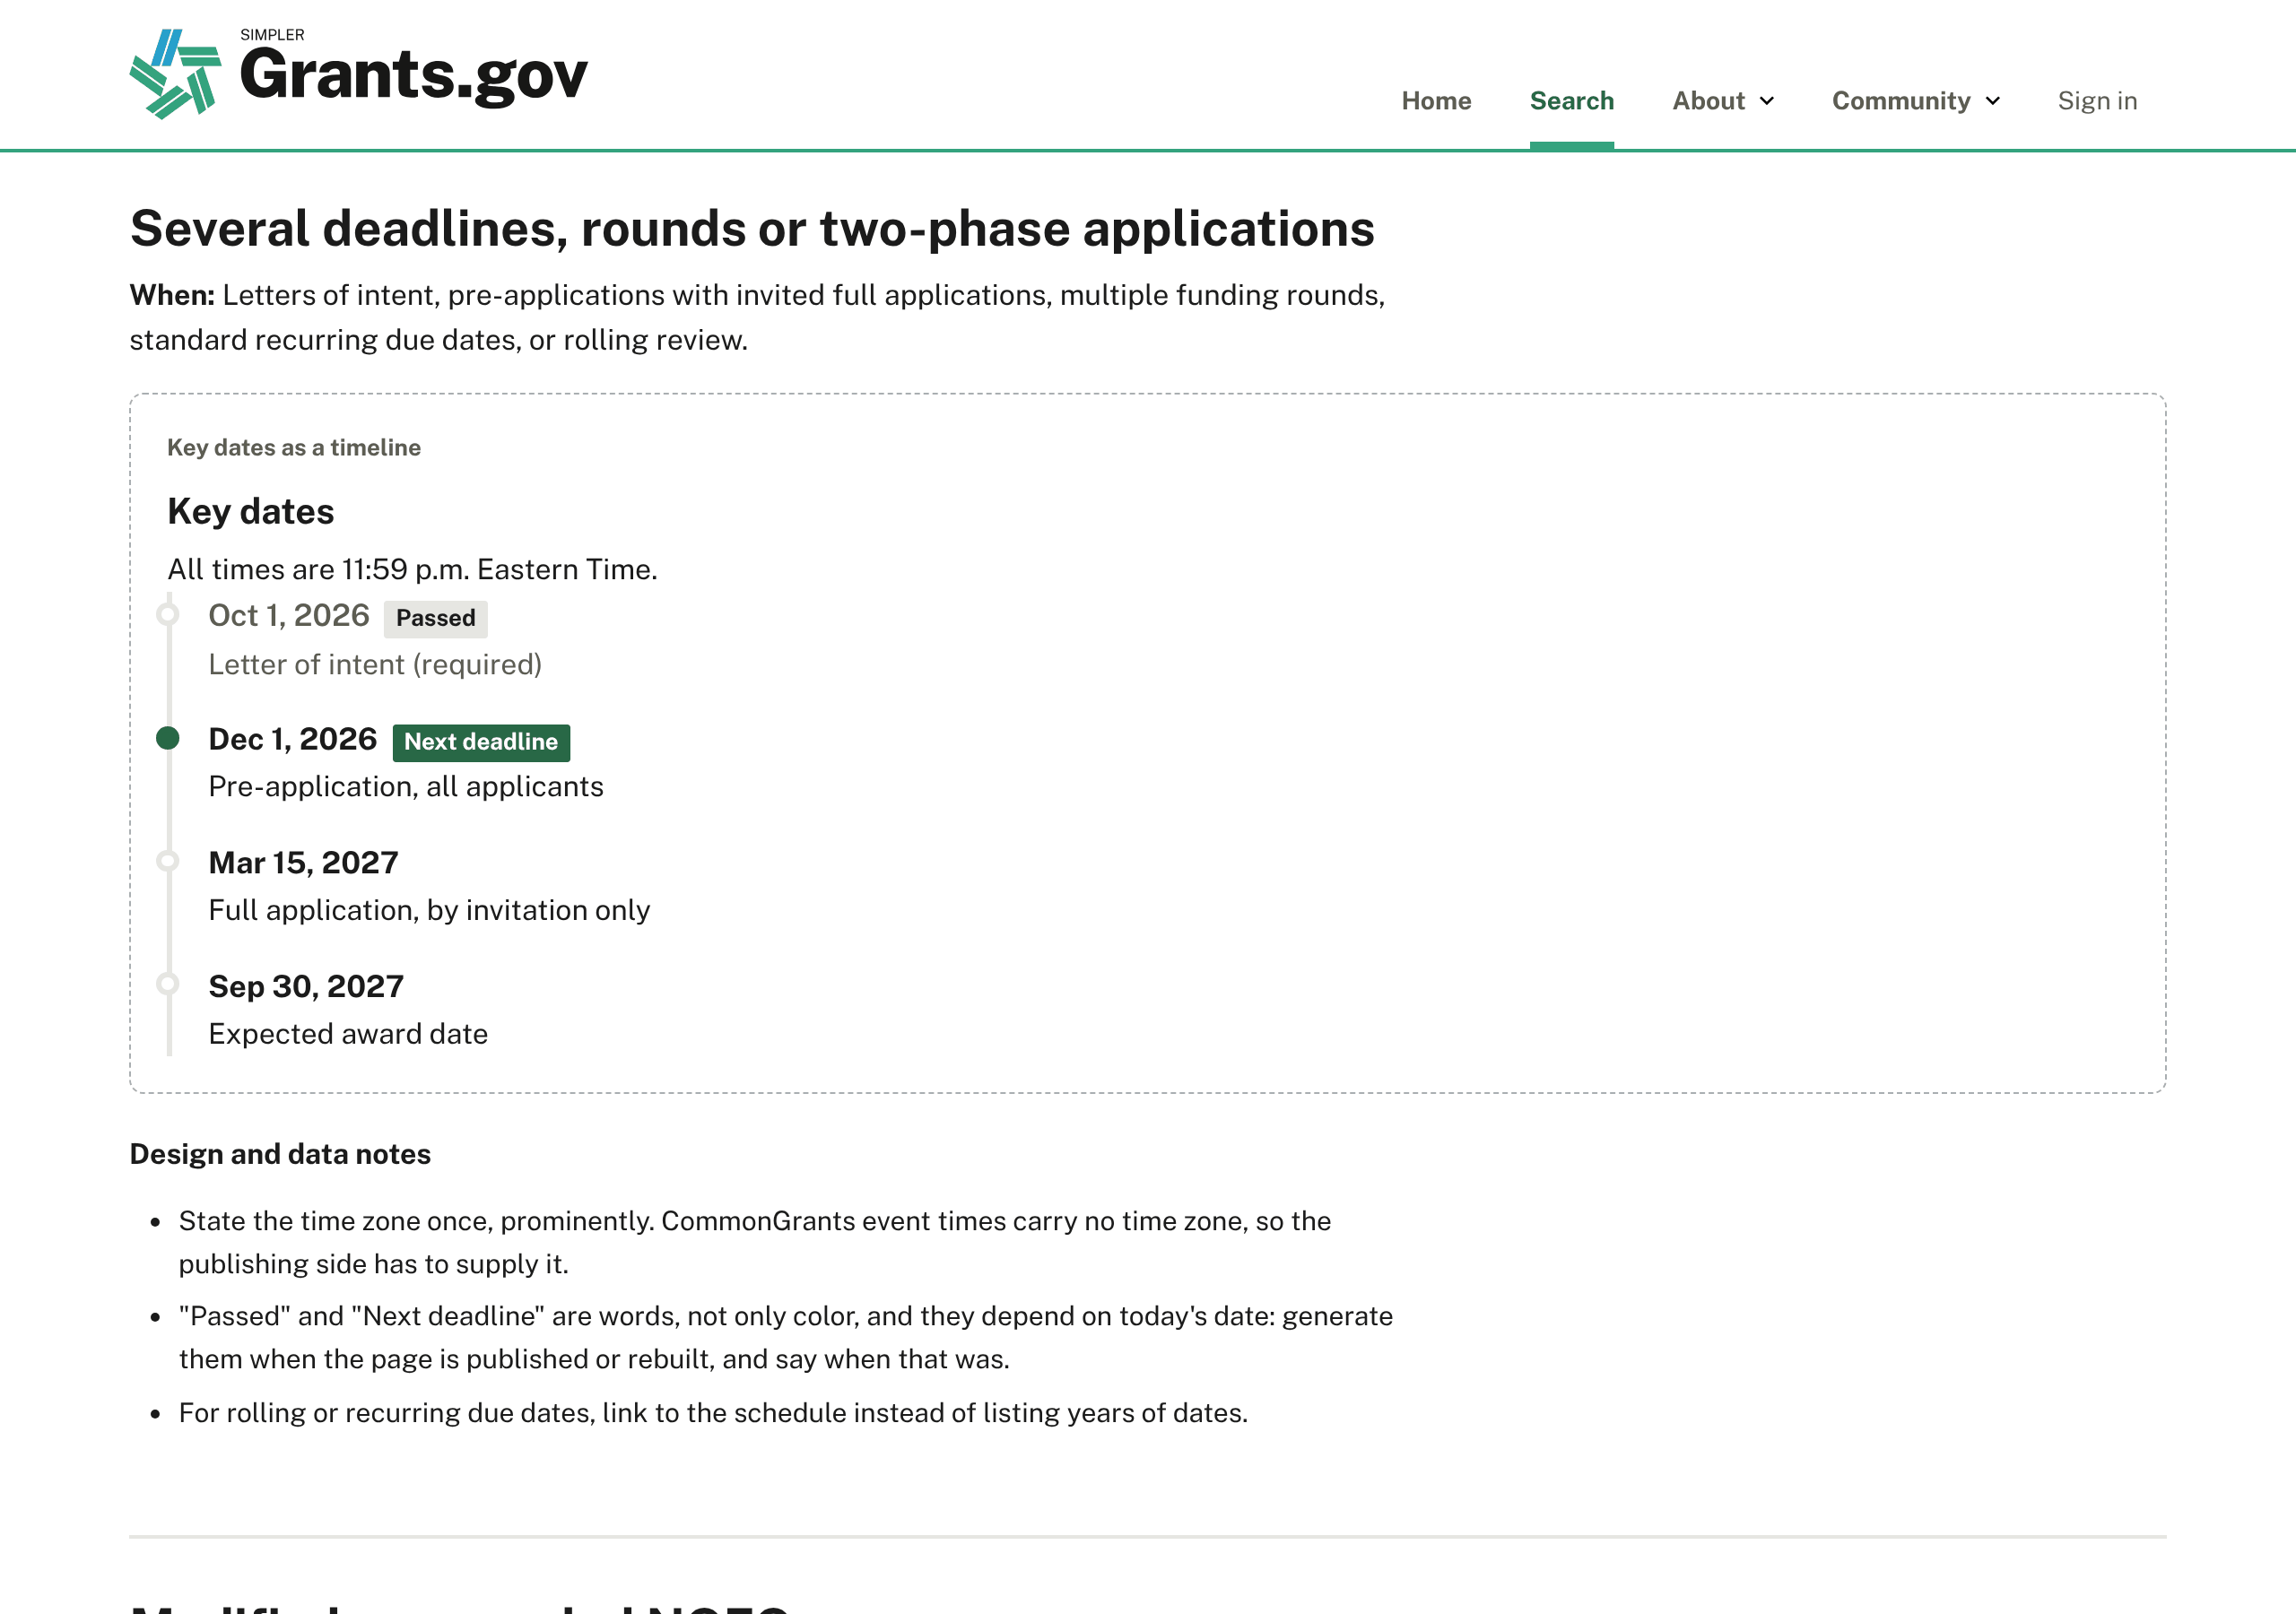 SIMPLER
Grants.gov
Home Search About Community Sign in
Several deadlines, rounds or two-phase applications
When: Letters of intent, pre-applications with invited full applications, multiple funding rounds,
standard recurring due dates, or rolling review.
Key dates as a timeline
Key dates
All times are 11:59 p.m. Eastern Time.
Oct 1, 2026 Passed
Letter of intent (required)
Dec 1, 2026 Next deadline
Pre-application, all applicants
Mar 15, 2027
Full application, by invitation only
Sep 30, 2027
Expected award date
Design and data notes
• State the time zone once, prominently. CommonGrants event times carry no time zone, so the
publishing side has to supply it.
• "Passed" and "Next deadline" are words, not only color, and they depend on today's date: generate
them when the page is published or rebuilt, and say when that was.
• For rolling or recurring due dates, link to the schedule instead of listing years of dates.